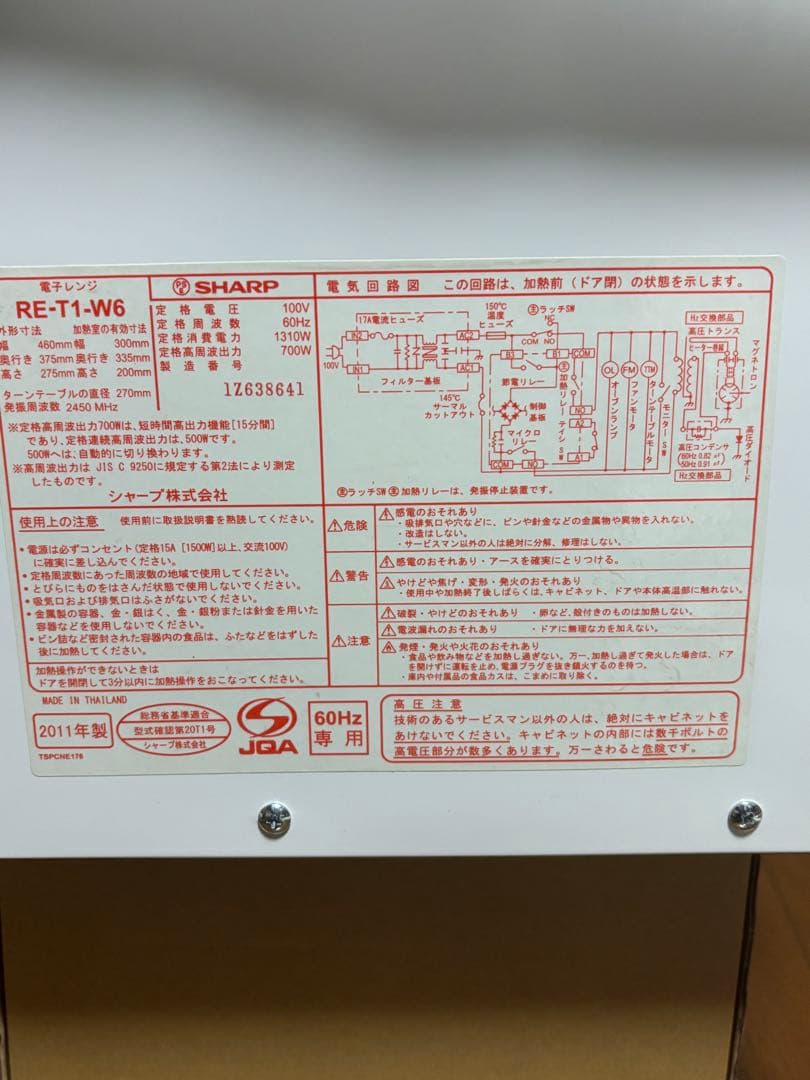 電子レンジ
RE-T1-W6
外形寸法 加熱室の有効寸法
幅 460mm 幅 300mm
奥行き 375mm 奥行き 335mm
高さ 275mm 高さ 200mm
ターンテーブルの直径 270mm
発振周波数 2450 MHz
SHARP
定格電圧 100V
定格周波数 60Hz
定格消費電力 1310W
定格高周波出力 700W
製造番号
1Z638641
※定格高周波出力700Wは、短時間高出力機能[15分間]
であり、定格連続高周波出力は、500Wです。
500Wへは、自動的に切り換わります。
※高周波出力は JIS C 9250に規定する第2法により測定
したものです。
シャープ株式会社
電気回路図 この回路は、加熱前(ドア閉)の状態を示します。
17A電流ヒューズ
150℃
温度
ヒューズ
主ラッチSW
NC
COM NO
IN2
IN1
100V
AC2
AC1
フィルター基板
145℃
サーマル
カットアウト
B3
B1
COM
節電リレー
制御
基板
マイクロ
リレー
COM
NO
主加熱リレー
NO
A2
A1
OL
オーブンランプ
FM
ファンモータ
TTM
ターンテーブルモータ
モニターSW
Hz交換部品
高圧トランス
ヒーター巻線
マグネトロン
高圧コンデンサ
(60Hz 0.82 μF
50Hz 0.91 μF)
Hz交換部品
高圧ダイオード
主ラッチSW 主加熱リレーは、発振停止装置です。
使用上の注意 使用前に取扱説明書を熟読してください。
・電源は必ずコンセント(定格15A [1500W]以上、交流100V)
に確実に差し込んでください。
・定格周波数にあった周波数の地域で使用してください。
・とびらにものをはさんだ状態で使用しないでください。
・吸気口および排気口はふさがないでください。
・金属製の容器、金・銀はく、金・銀粉または針金を用いた
容器などを使用しないでください。
・ビン詰など密封された容器内の食品は、ふたなどをはずした
後に加熱してください。
加熱操作ができないときは
ドアを開閉して3分以内に加熱操作をおこなってください。
危険
感電のおそれあり
・吸排気口や穴などに、ピンや針金などの金属物や異物を入れない。
・改造はしない。
・サービスマン以外の人は絶対に分解、修理はしない。
警告
感電のおそれあり・アースを確実にとりつける。
やけどや焦げ・変形・発火のおそれあり
・使用中や加熱終了後しばらくは、キャビネット、ドアや本体高温部に触れない。
注意
破裂・やけどのおそれあり ・卵など、殻付きのものは加熱しない。
電波漏れのおそれあり ・ドアに無理な力を加えない。
発煙・発火や火花のおそれあり
・食品や飲み物などを加熱し過ぎない。万一、加熱し過ぎて発火した場合は、ドア
を開けずに運転を止め、電源プラグを抜き鎮火するのを待つ。
・庫内や付属品の食品カスは、こまめに取り除く。
MADE IN THAILAND
2011年製
総務省基準適合
型式確認第20T1号
シャープ株式会社
JQA
60Hz
専用
TSPCNE176
高圧注意
技術のあるサービスマン以外の人は、絶対にキャビネットを
あけないでください。キャビネットの内部には数千ボルトの
高電圧部分が数多くあります。万一さわると危険です。